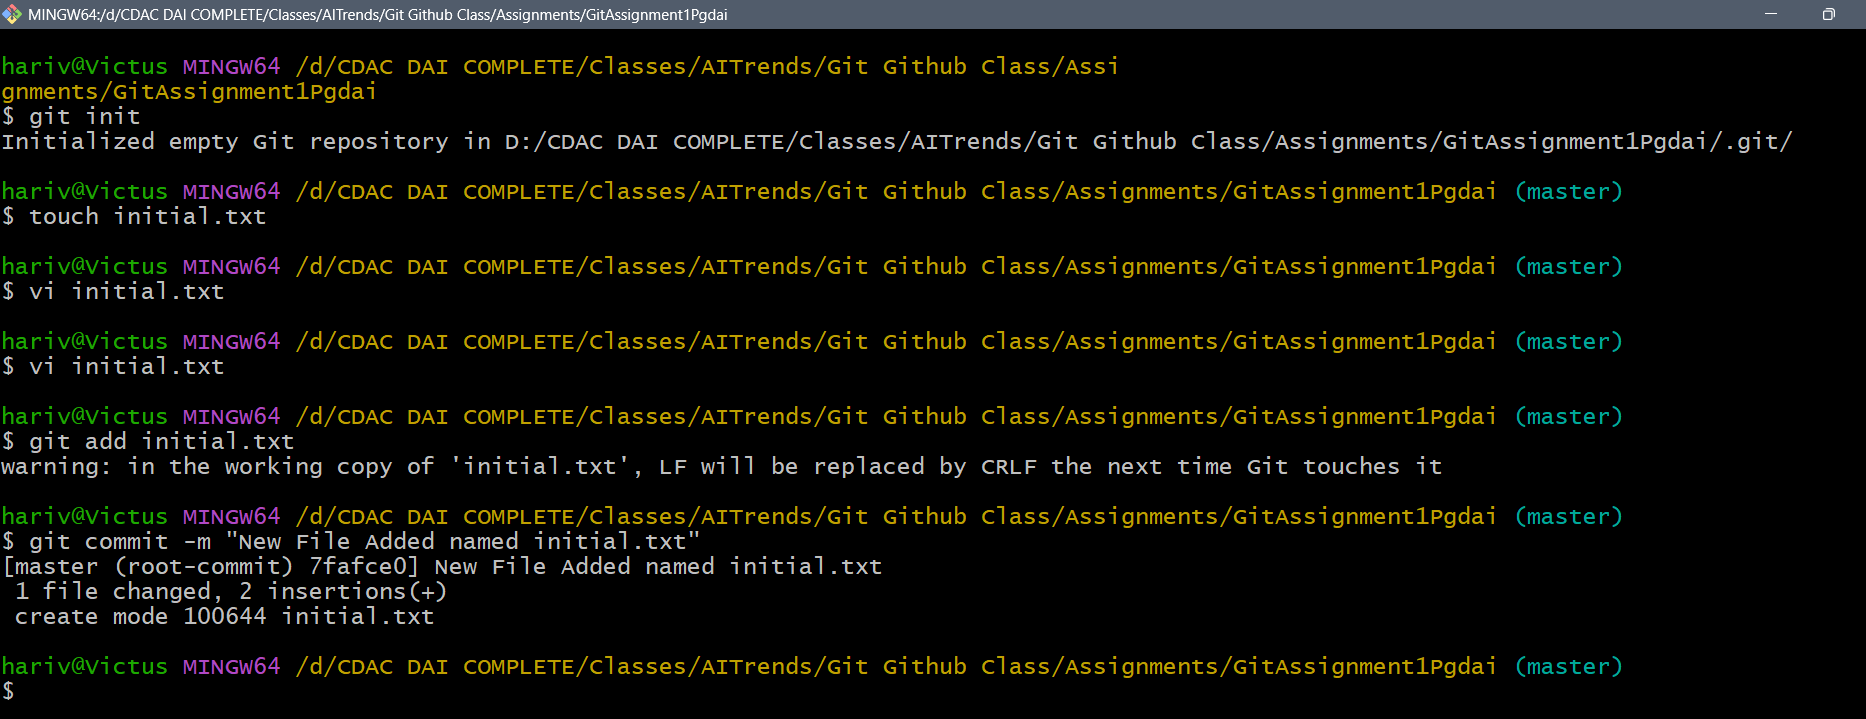 MINGW64:/d/CDAC DAI COMPLETE/Classes/AITrends/Git Github Class/Assignments/GitAssignment1Pgdai
hariv@Victus MINGW64 /d/CDAC DAI COMPLETE/Classes/AITrends/Git Github Class/Assi
gnments/GitAssignment1Pgdai
$ git init
Initialized empty Git repository in D:/CDAC DAI COMPLETE/Classes/AITrends/Git Github Class/Assignments/GitAssignment1Pgdai/.git/
hariv@Victus MINGW64 /d/CDAC DAI COMPLETE/Classes/AITrends/Git Github Class/Assignments/GitAssignment1Pgdai (master)
$ touch initial.txt
hariv@Victus MINGW64 /d/CDAC DAI COMPLETE/Classes/AITrends/Git Github Class/Assignments/GitAssignment1Pgdai (master)
$ vi initial.txt
hariv@Victus MINGW64 /d/CDAC DAI COMPLETE/Classes/AITrends/Git Github Class/Assignments/GitAssignment1Pgdai (master)
$ vi initial.txt
hariv@Victus MINGW64 /d/CDAC DAI COMPLETE/Classes/AITrends/Git Github Class/Assignments/GitAssignment1Pgdai (master)
$ git add initial.txt
warning: in the working copy of 'initial.txt', LF will be replaced by CRLF the next time Git touches it
hariv@Victus MINGW64 /d/CDAC DAI COMPLETE/Classes/AITrends/Git Github Class/Assignments/GitAssignment1Pgdai (master)
$ git commit -m "New File Added named initial.txt"
[master (root-commit) 7fafce0] New File Added named initial.txt
 1 file changed, 2 insertions(+)
 create mode 100644 initial.txt
hariv@Victus MINGW64 /d/CDAC DAI COMPLETE/Classes/AITrends/Git Github Class/Assignments/GitAssignment1Pgdai (master)
$